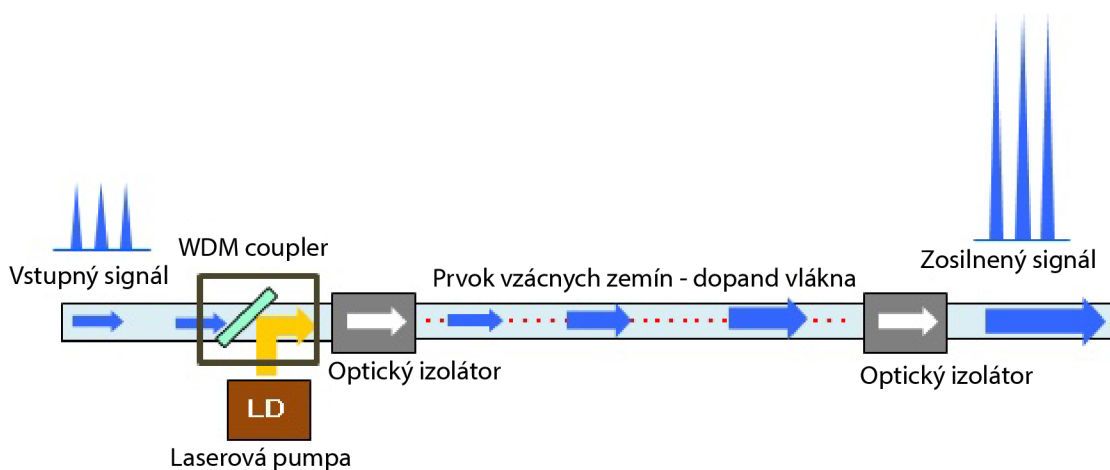 Vstupný signál
WDM coupler
Prvok vzácnych zemín - dopand vlákna
Zosilnený signál
Optický izolátor
Optický izolátor
LD
Laserová pumpa